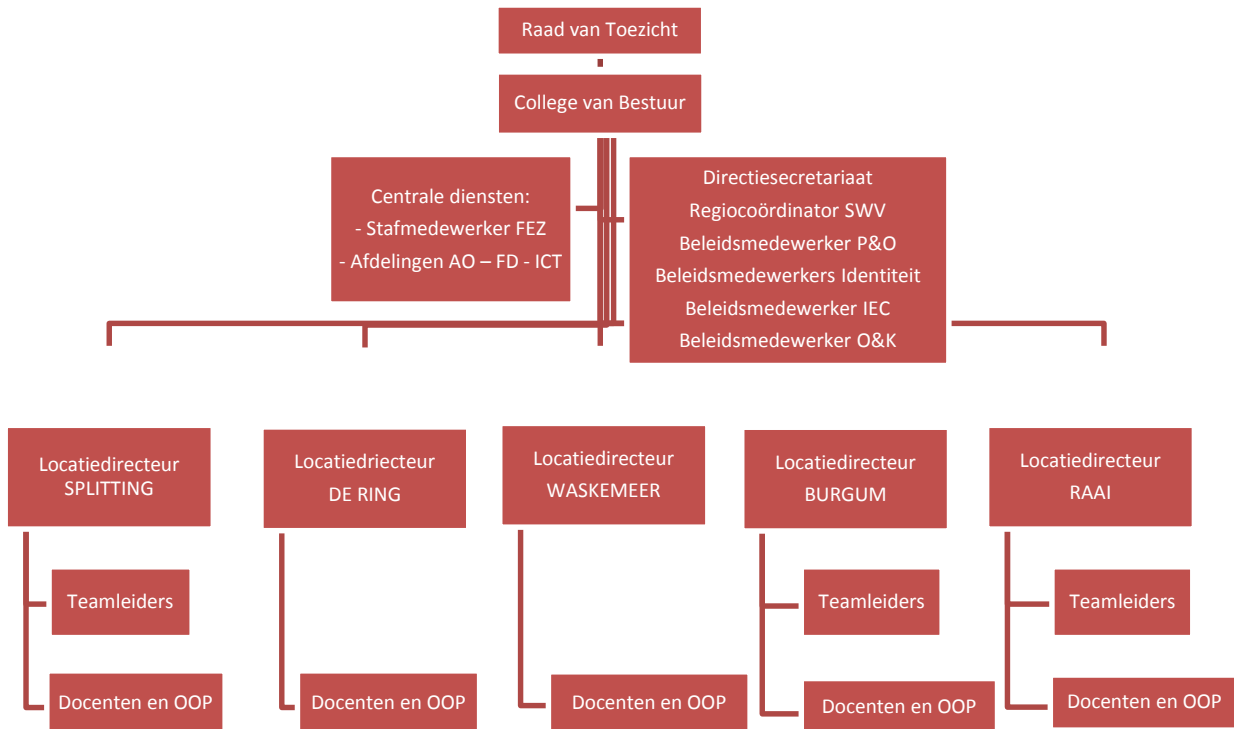 Raad van Toezicht
College van Bestuur
Centrale diensten:
- Stafmedewerker FEZ
- Afdelingen AO – FD - ICT
Directiesecretariaat
Regiocoördinator SWV
Beleidsmedewerker P&O
Beleidsmedewerkers Identiteit
Beleidsmedewerker IEC
Beleidsmedewerker O&K
Locatiedirecteur
SPLITTING
Teamleiders
Docenten en OOP
Locatiedriecteur
DE RING
Docenten en OOP
Locatiedirecteur
WASKEMEER
Docenten en OOP
Locatiedirecteur
BURGUM
Teamleiders
Docenten en OOP
Locatiedirecteur
RAAI
Teamleiders
Docenten en OOP